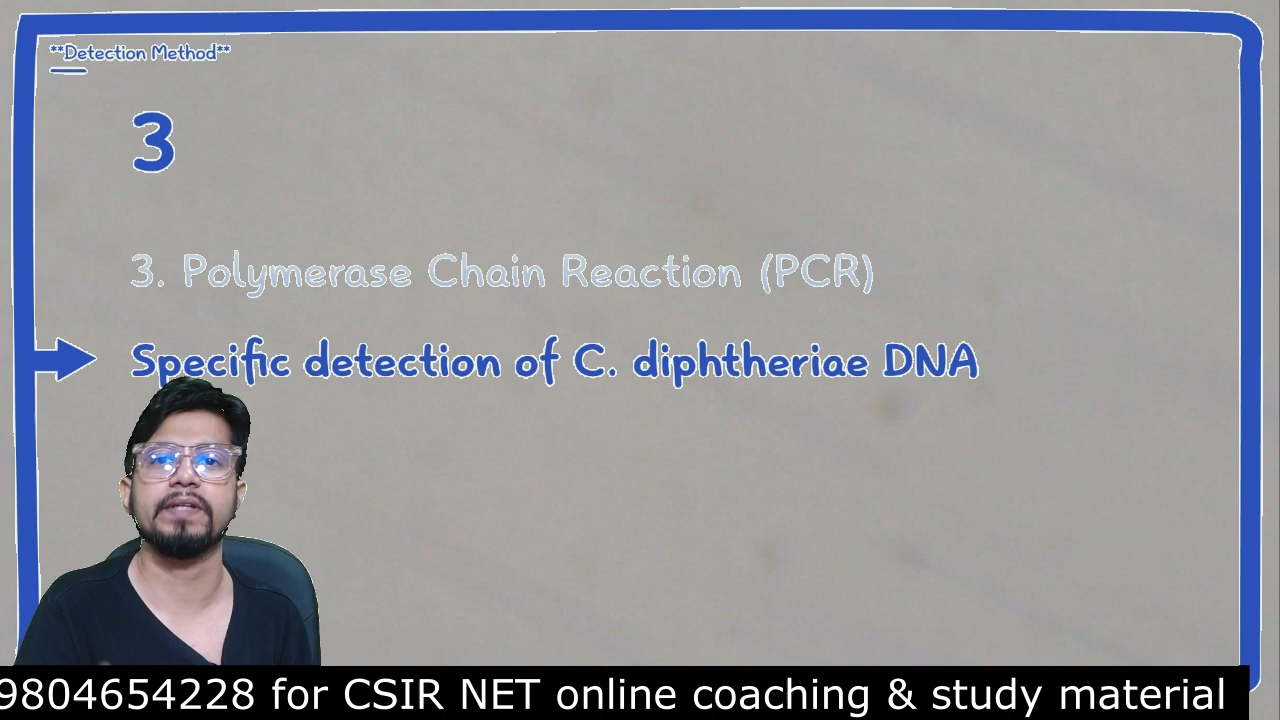 **Detection Method**
3
3. Polymerase Chain Reaction (PCR)
Specific detection of C. diphtheriae DNA
9804654228 for CSIR NET online coaching & study material